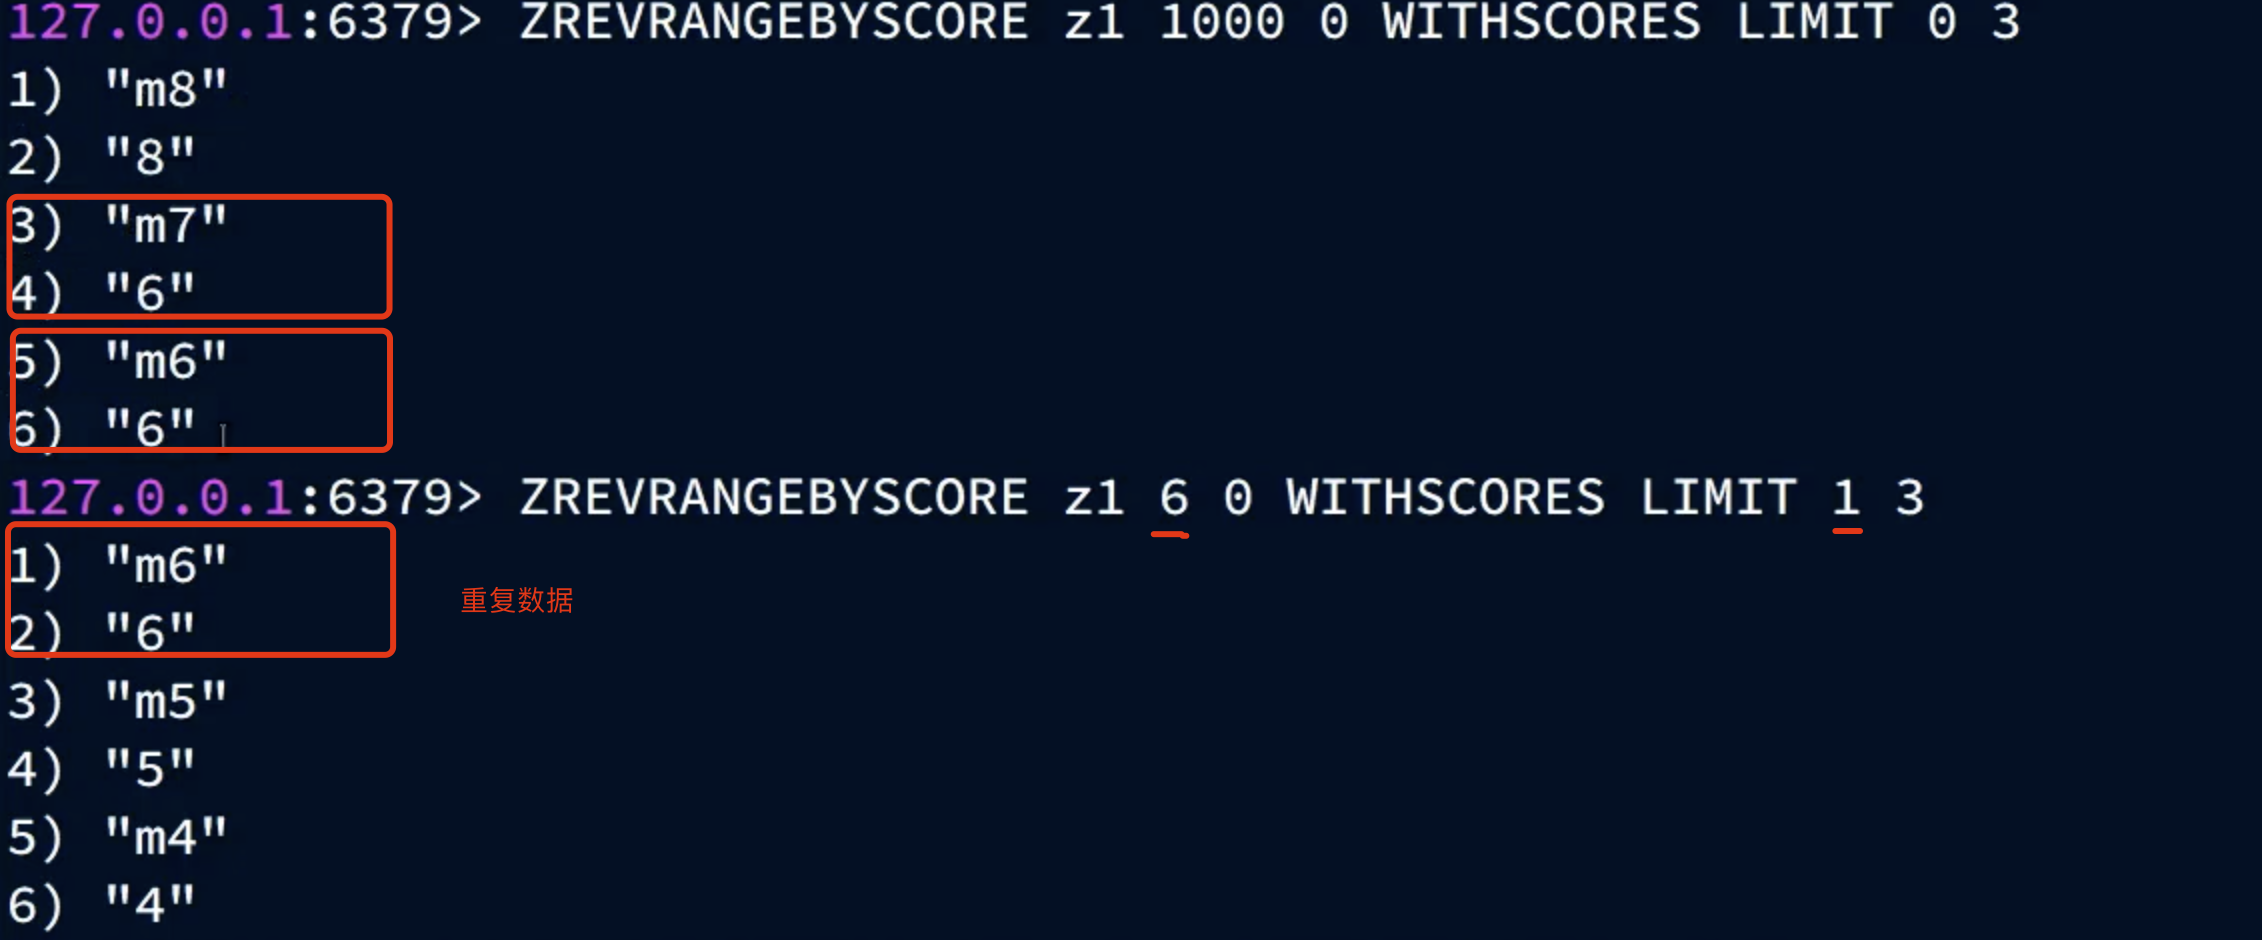 127.0.0.1:6379> ZREVRANGEBYSCORE z1 1000 0 WITHSCORES LIMIT 0 3
1) "m8"
2) "8"
3) "m7"
4) "6"
5) "m6"
6) "6"
127.0.0.1:6379> ZREVRANGEBYSCORE z1 6 0 WITHSCORES LIMIT 1 3
1) "m6"
重复数据
2) "6"
3) "m5"
4) "5"
5) "m4"
6) "4"